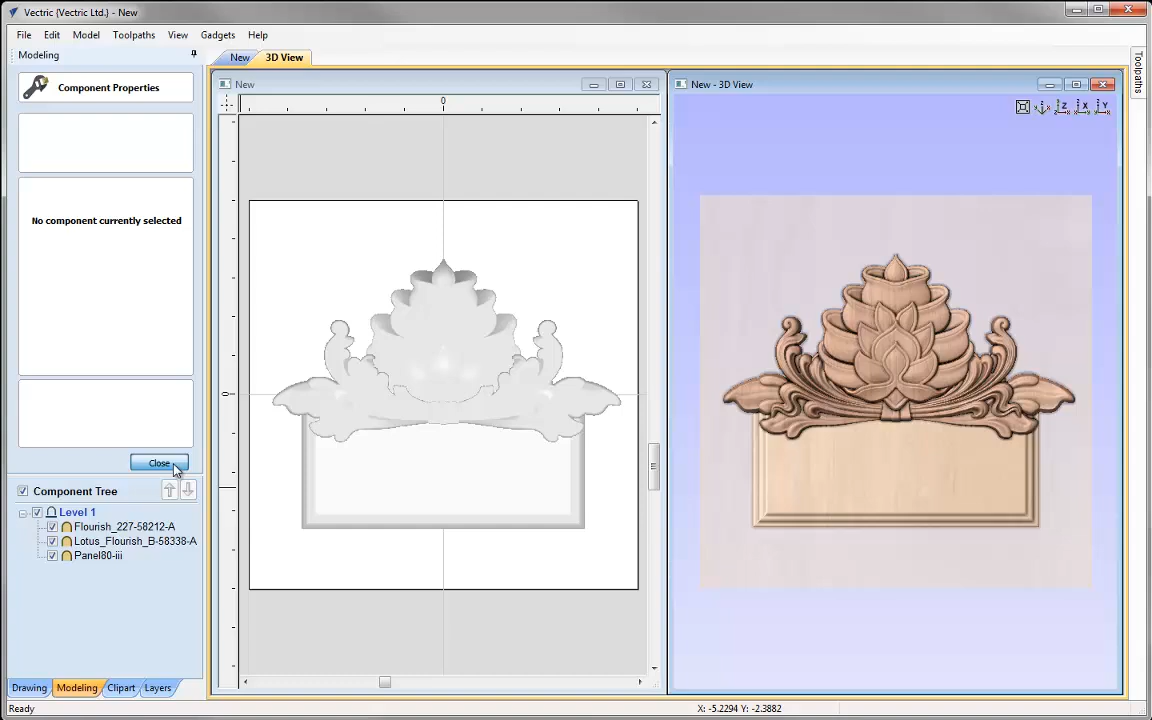 Vectric {Vectric Ltd.} - New
File Edit Model Toolpaths View Gadgets Help
Modeling
New 3D View
Toolpaths
Component Properties
New
New - 3D View
0
Z X Y
No component currently selected
0
Close
Component Tree
Level 1
Flourish_227-58212-A
Lotus_Flourish_B-58338-A
Panel80-iii
Drawing Modeling Clipart Layers
Ready
X: -5.2294 Y: -2.3882